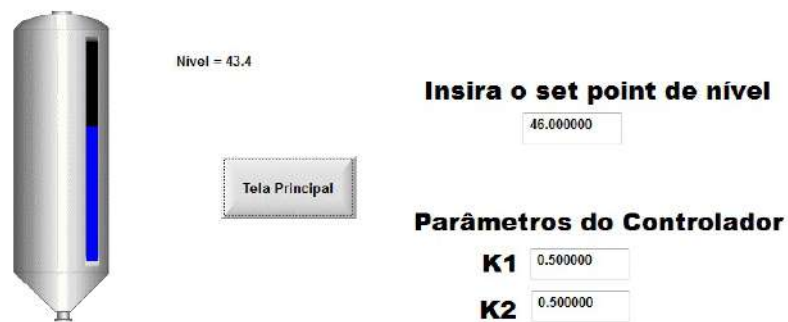 Nível = 43.4
Insira o set point de nível
46.000000
Tela Principal
Parâmetros do Controlador
K1 0.500000
K2 0.500000